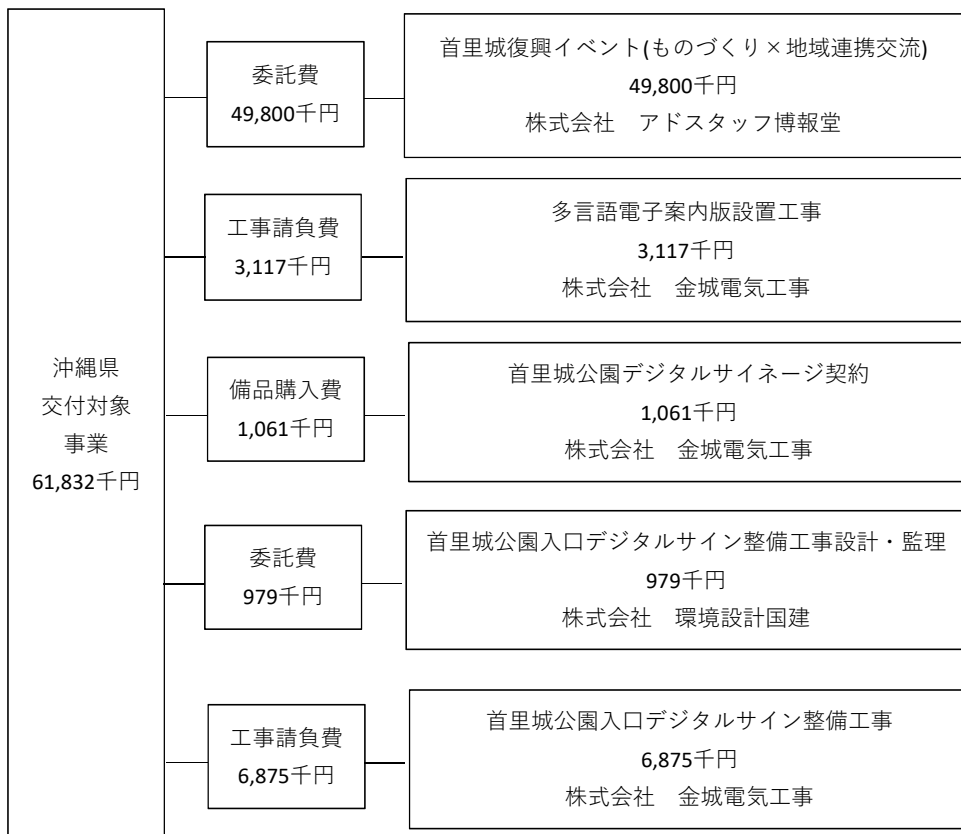 沖縄県
交付対象
事業
61,832千円
委託費
49,800千円
首里城復興イベント(ものづくり×地域連携交流)
49,800千円
株式会社　アドスタッフ博報堂
工事請負費
3,117千円
多言語電子案内版設置工事
3,117千円
株式会社　金城電気工事
備品購入費
1,061千円
首里城公園デジタルサイネージ契約
1,061千円
株式会社　金城電気工事
委託費
979千円
首里城公園入口デジタルサイン整備工事設計・監理
979千円
株式会社　環境設計国建
工事請負費
6,875千円
首里城公園入口デジタルサイン整備工事
6,875千円
株式会社　金城電気工事